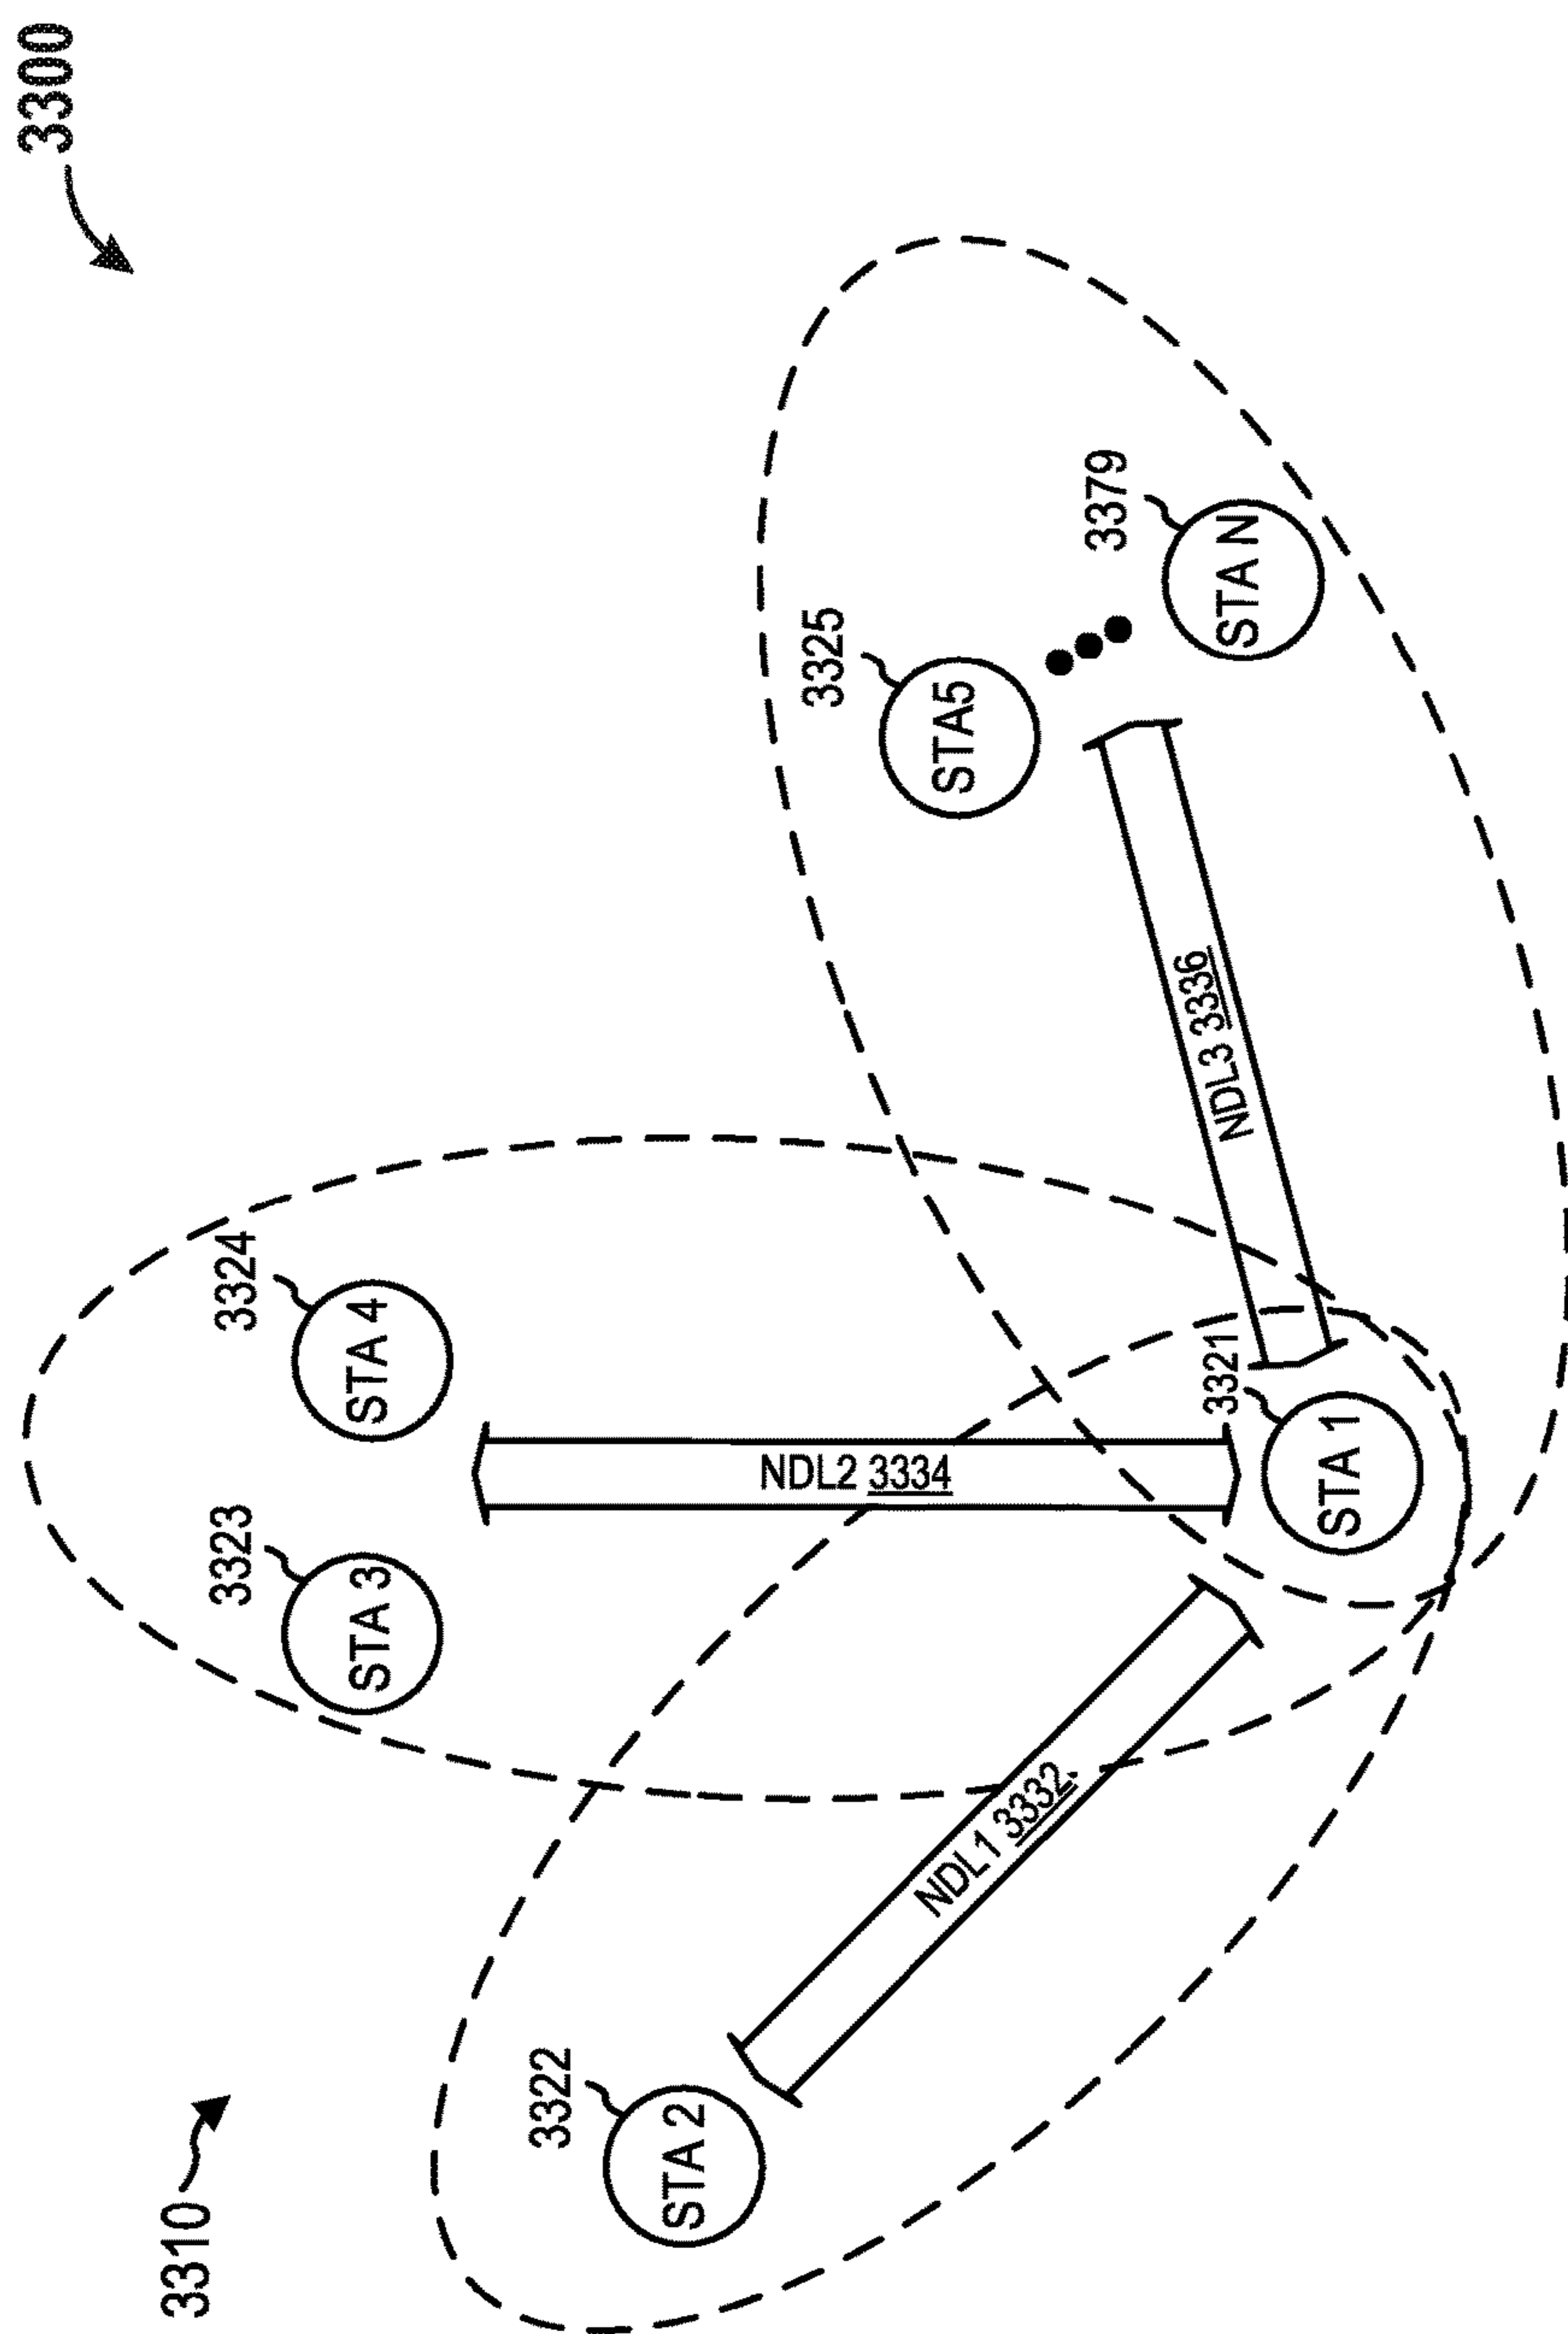 3300
3310
3324
STA 4
3323
STA 3
3322
STA 2
3325
STA5
3379
STA N
NDL2 3334
NDL1 3332.
NDL3 3336
3321
STA 1